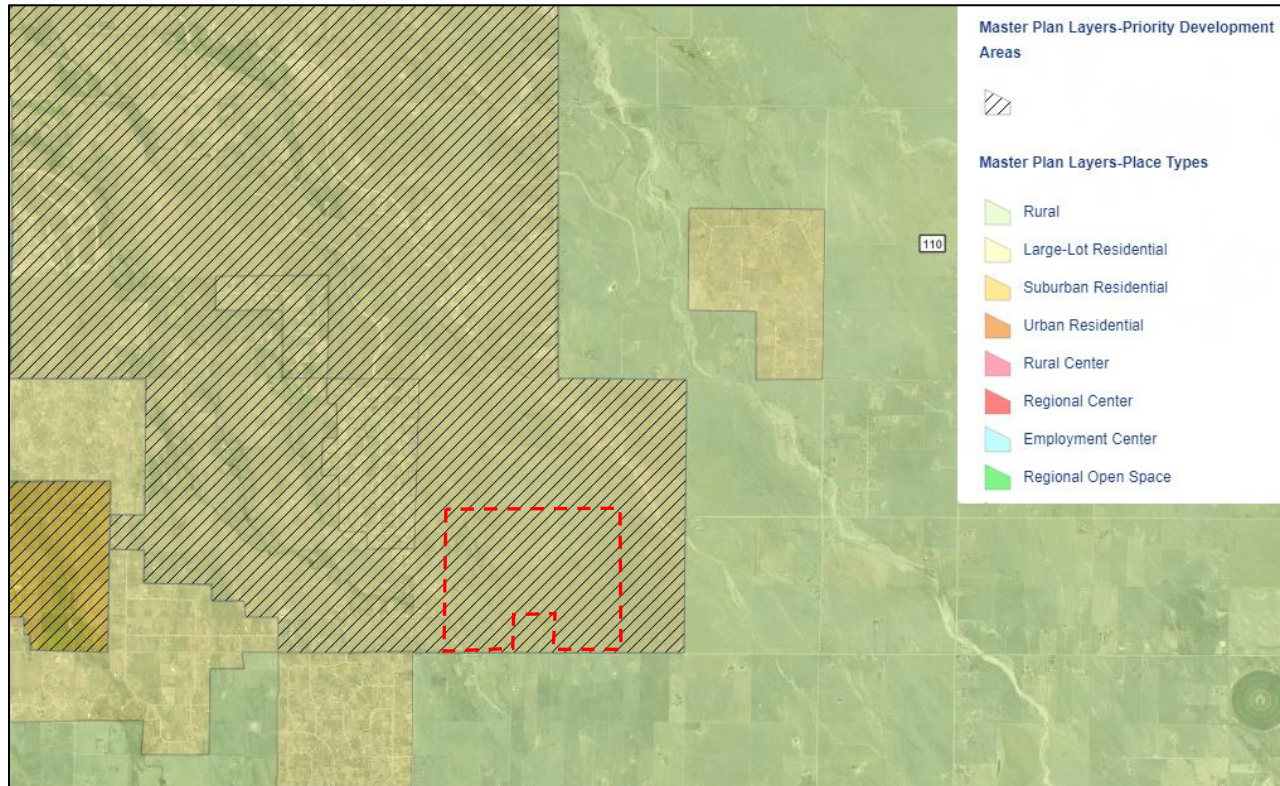 Master Plan Layers-Priority Development
Areas
Master Plan Layers-Place Types
Rural
Large-Lot Residential
110
Suburban Residential
Urban Residential
Rural Center
Regional Center
Employment Center
Regional Open Space